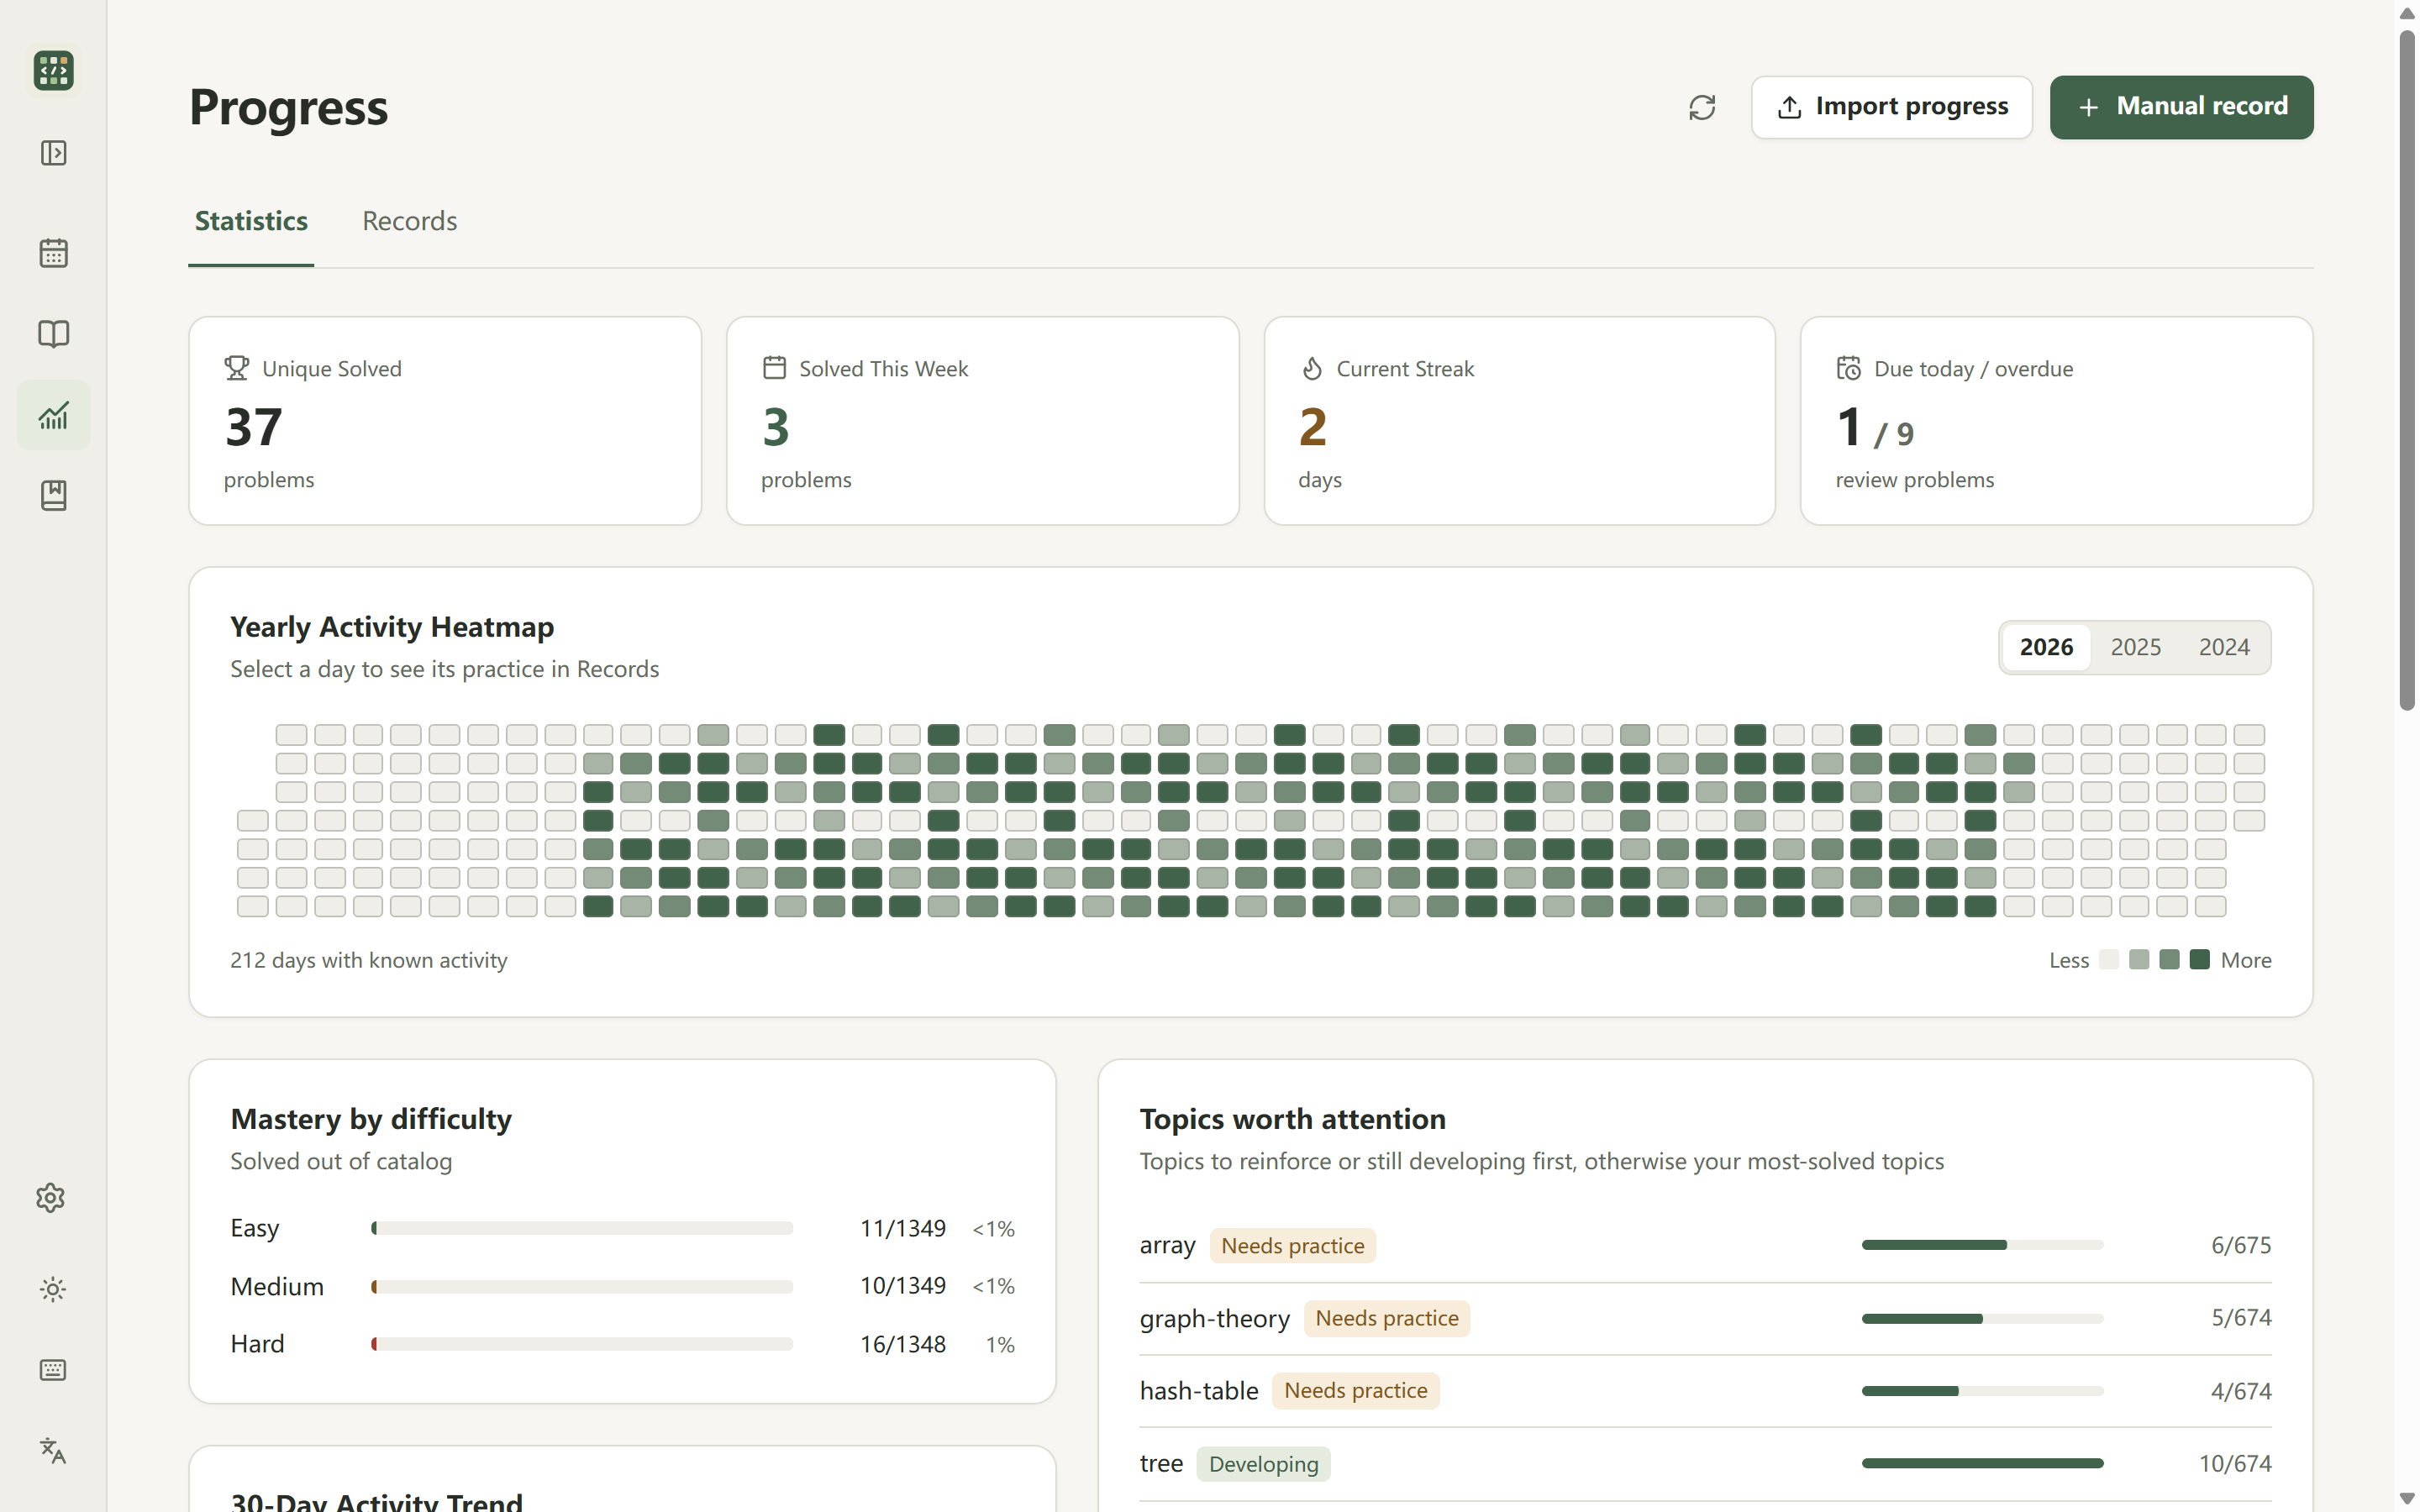 Progress
Import progress
Manual record
Statistics
Records
Unique Solved
37
problems
Solved This Week
3
problems
Current Streak
2
days
Due today / overdue
1 / 9
review problems
Yearly Activity Heatmap
Select a day to see its practice in Records
2026 2025 2024
212 days with known activity
Less More
Mastery by difficulty
Solved out of catalog
Easy 11/1349 <1%
Medium 10/1349 <1%
Hard 16/1348 1%
30-Day Activity Trend
Topics worth attention
Topics to reinforce or still developing first, otherwise your most-solved topics
array Needs practice 6/675
graph-theory Needs practice 5/674
hash-table Needs practice 4/674
tree Developing 10/674